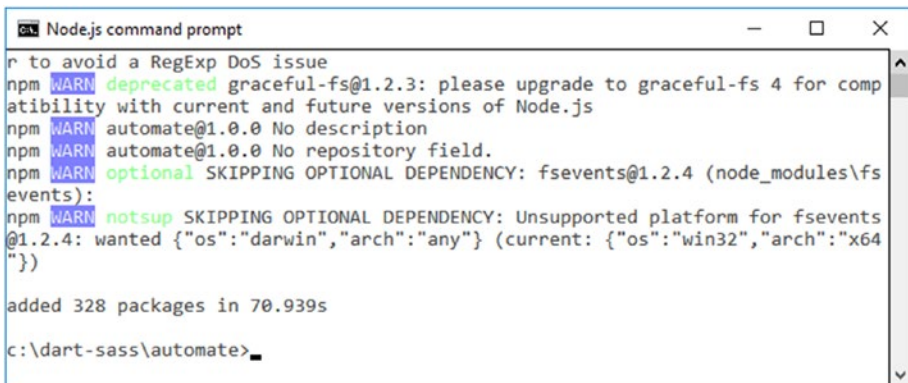 Node.js command prompt
r to avoid a RegExp DoS issue
npm WARN deprecated graceful-fs@1.2.3: please upgrade to graceful-fs 4 for comp
atibility with current and future versions of Node.js
npm WARN automate@1.0.0 No description
npm WARN automate@1.0.0 No repository field.
npm WARN optional SKIPPING OPTIONAL DEPENDENCY: fsevents@1.2.4 (node_modules\fs
events):
npm WARN notsup SKIPPING OPTIONAL DEPENDENCY: Unsupported platform for fsevents
@1.2.4: wanted {"os":"darwin","arch":"any"} (current: {"os":"win32","arch":"x64
"})
added 328 packages in 70.939s
c:\dart-sass\automate>